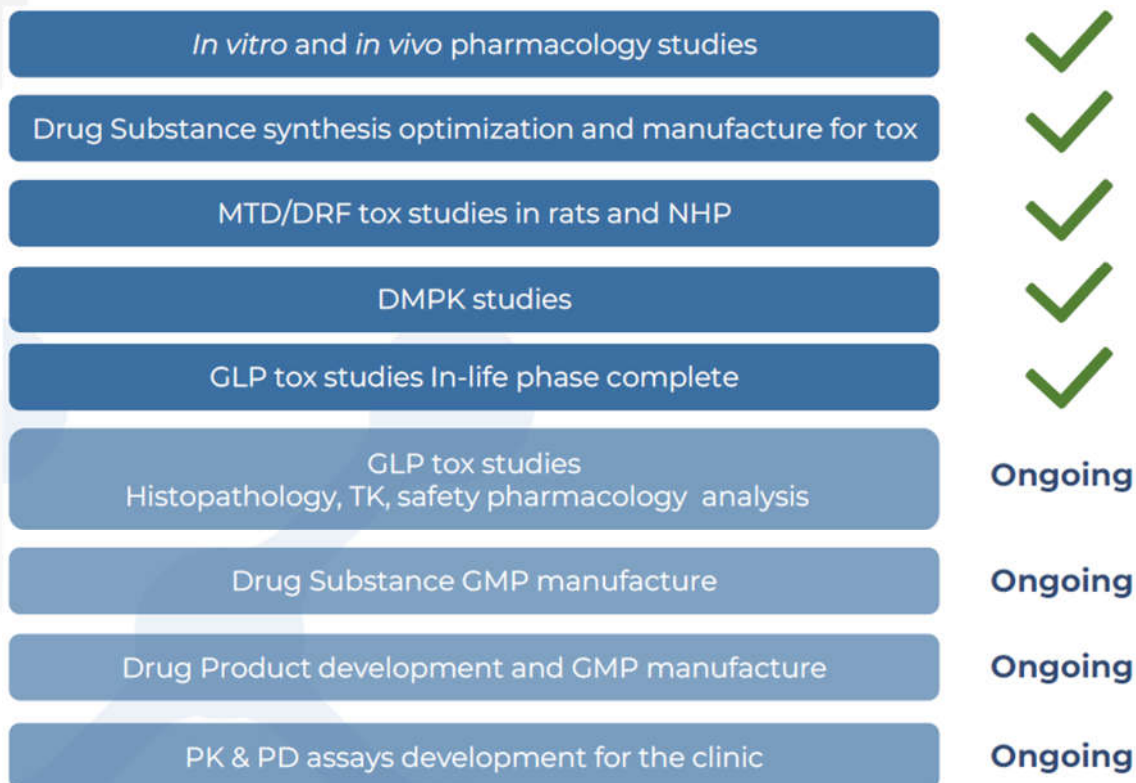 In vitro and in vivo pharmacology studies
Drug Substance synthesis optimization and manufacture for tox
MTD/DRF tox studies in rats and NHP
DMPK studies
GLP tox studies In-life phase complete
GLP tox studies
Histopathology, TK, safety pharmacology analysis
Ongoing
Drug Substance GMP manufacture
Ongoing
Drug Product development and GMP manufacture
Ongoing
PK & PD assays development for the clinic
Ongoing